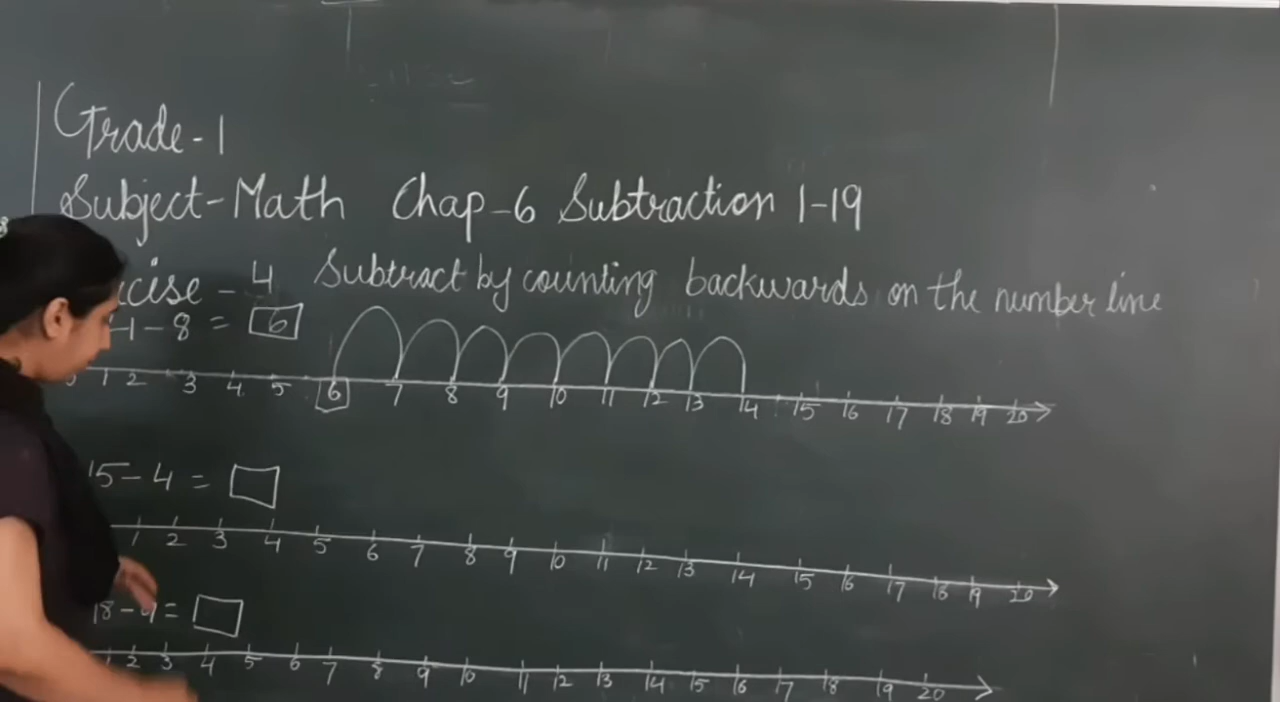 Grade-1
Subject-Math Chap-6 Subtraction 1-19
cise-4 Subtract by counting backwards on the number line
-8 = 6
1 2 3 4 5 6 7 8 9 10 11 12 13 14 15 16 17 18 19 20
15-4 =
1 2 3 4 5 6 7 8 9 10 11 12 13 14 15 16 17 18 19 20
18- =
1 2 3 4 5 6 7 8 9 10 11 12 13 14 15 16 17 18 19 20